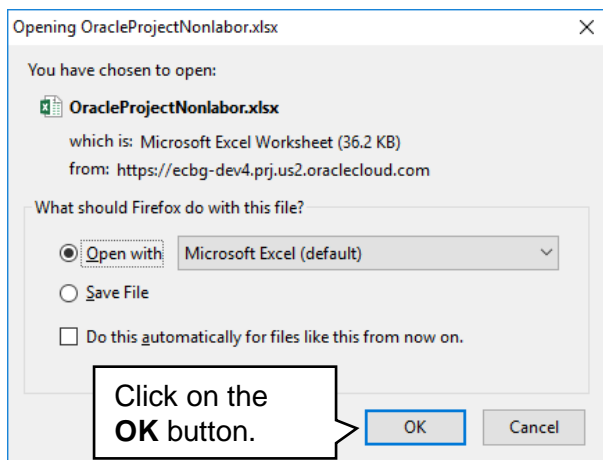 Opening OracleProjectNonlabor.xlsx
You have chosen to open:
OracleProjectNonlabor.xlsx
which is: Microsoft Excel Worksheet (36.2 KB)
from: https://ecbg-dev4.prj.us2.oraclecloud.com
What should Firefox do with this file?
Open with Microsoft Excel (default)
Save File
Do this automatically for files like this from now on.
Click on the
OK button.
OK Cancel